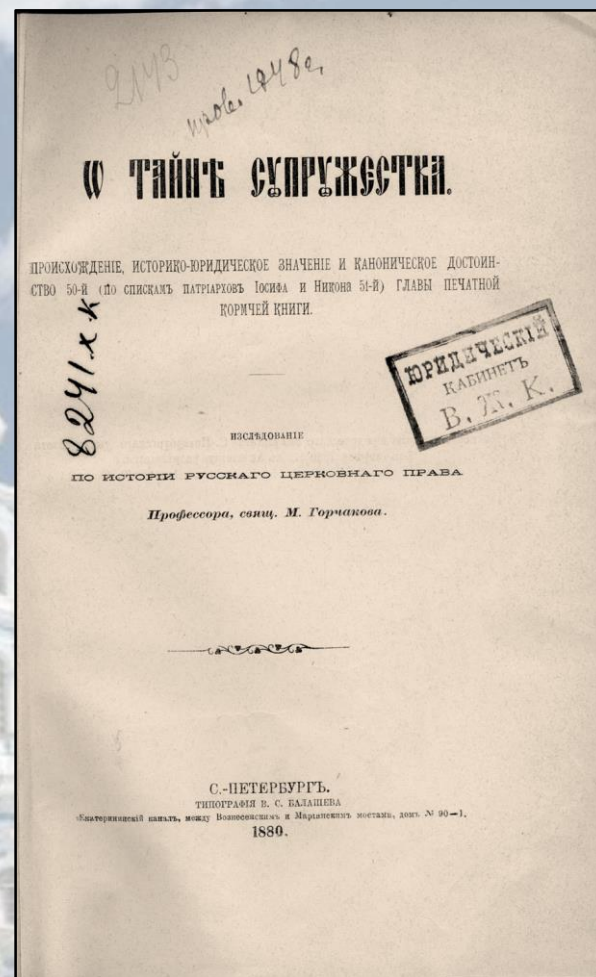 2143
пров. 1948 г.
Ѡ ТАЙНѢ СУПРУЖЕСТВА.
ПРОИСХОЖДЕНІЕ, ИСТОРИКО-ЮРИДИЧЕСКОЕ ЗНАЧЕНІЕ И КАНОНИЧЕСКОЕ ДОСТОИН-
СТВО 50-Й (ПО СПИСКАМЪ ПАТРІАРХОВЪ ІОСИФА И НИКОНА 51-Й) ГЛАВЫ ПЕЧАТНОЙ
КОРМЧЕЙ КНИГИ.
8241 х к
ЮРИДИЧЕСКІЙ
КАБИНЕТЪ
В. Ж. К.
ИЗСЛѢДОВАНІЕ
ПО ИСТОРІИ РУССКАГО ЦЕРКОВНАГО ПРАВА
Профессора, свящ. М. Горчакова.
С.-ПЕТЕРБУРГЪ.
ТИПОГРАФІЯ В. С. БАЛАШЕВА
Екатерининскій каналъ, между Вознесенскимъ и Маріинскимъ мостами, домъ № 90—1.
1880.